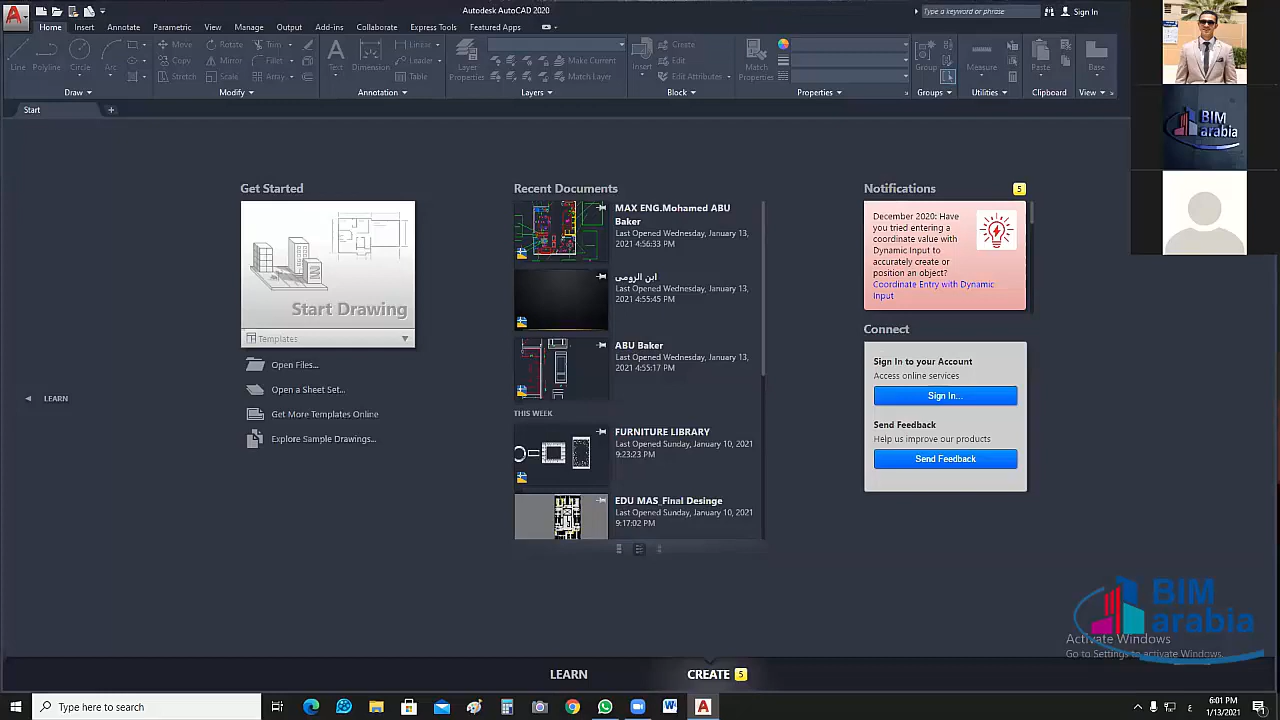 Autodesk AutoCAD 2020
Type a keyword or phrase
Sign In
Home Insert Annotate Parametric View Manage Output Add-ins Collaborate Express Tools
Line Polyline Circle Arc
Move Rotate
Copy Mirror
Stretch Scale Array
Text Dimension
Linear
Leader
Table
Layer Properties
Make Current
Match Layer
Insert
Create
Edit
Edit Attributes
Match Properties
Group
Measure
Paste
Base
Draw Modify Annotation Layers Block Properties Groups Utilities Clipboard View
Start
Get Started
Start Drawing
Templates
Open Files...
Open a Sheet Set...
Get More Templates Online
Explore Sample Drawings...
LEARN
Recent Documents
MAX ENG.Mohamed ABU
Baker
Last Opened Wednesday, January 13,
2021 4:56:33 PM
ابن الرومى
Last Opened Wednesday, January 13,
2021 4:55:45 PM
ABU Baker
Last Opened Wednesday, January 13,
2021 4:55:17 PM
THIS WEEK
FURNITURE LIBRARY
Last Opened Sunday, January 10, 2021
9:23:23 PM
EDU MAS_Final Desinge
Last Opened Sunday, January 10, 2021
9:17:02 PM
Notifications
5
December 2020: Have
you tried entering a
coordinate value with
Dynamic Input to
accurately create or
position an object?
Coordinate Entry with Dynamic
Input
Connect
Sign In to your Account
Access online services
Sign In...
Send Feedback
Help us improve our products
Send Feedback
BIM
arabia
BIM
arabia
Activate Windows
Go to Settings to activate Windows.
LEARN
CREATE 5
Type here to search
6:01 PM
1/13/2021